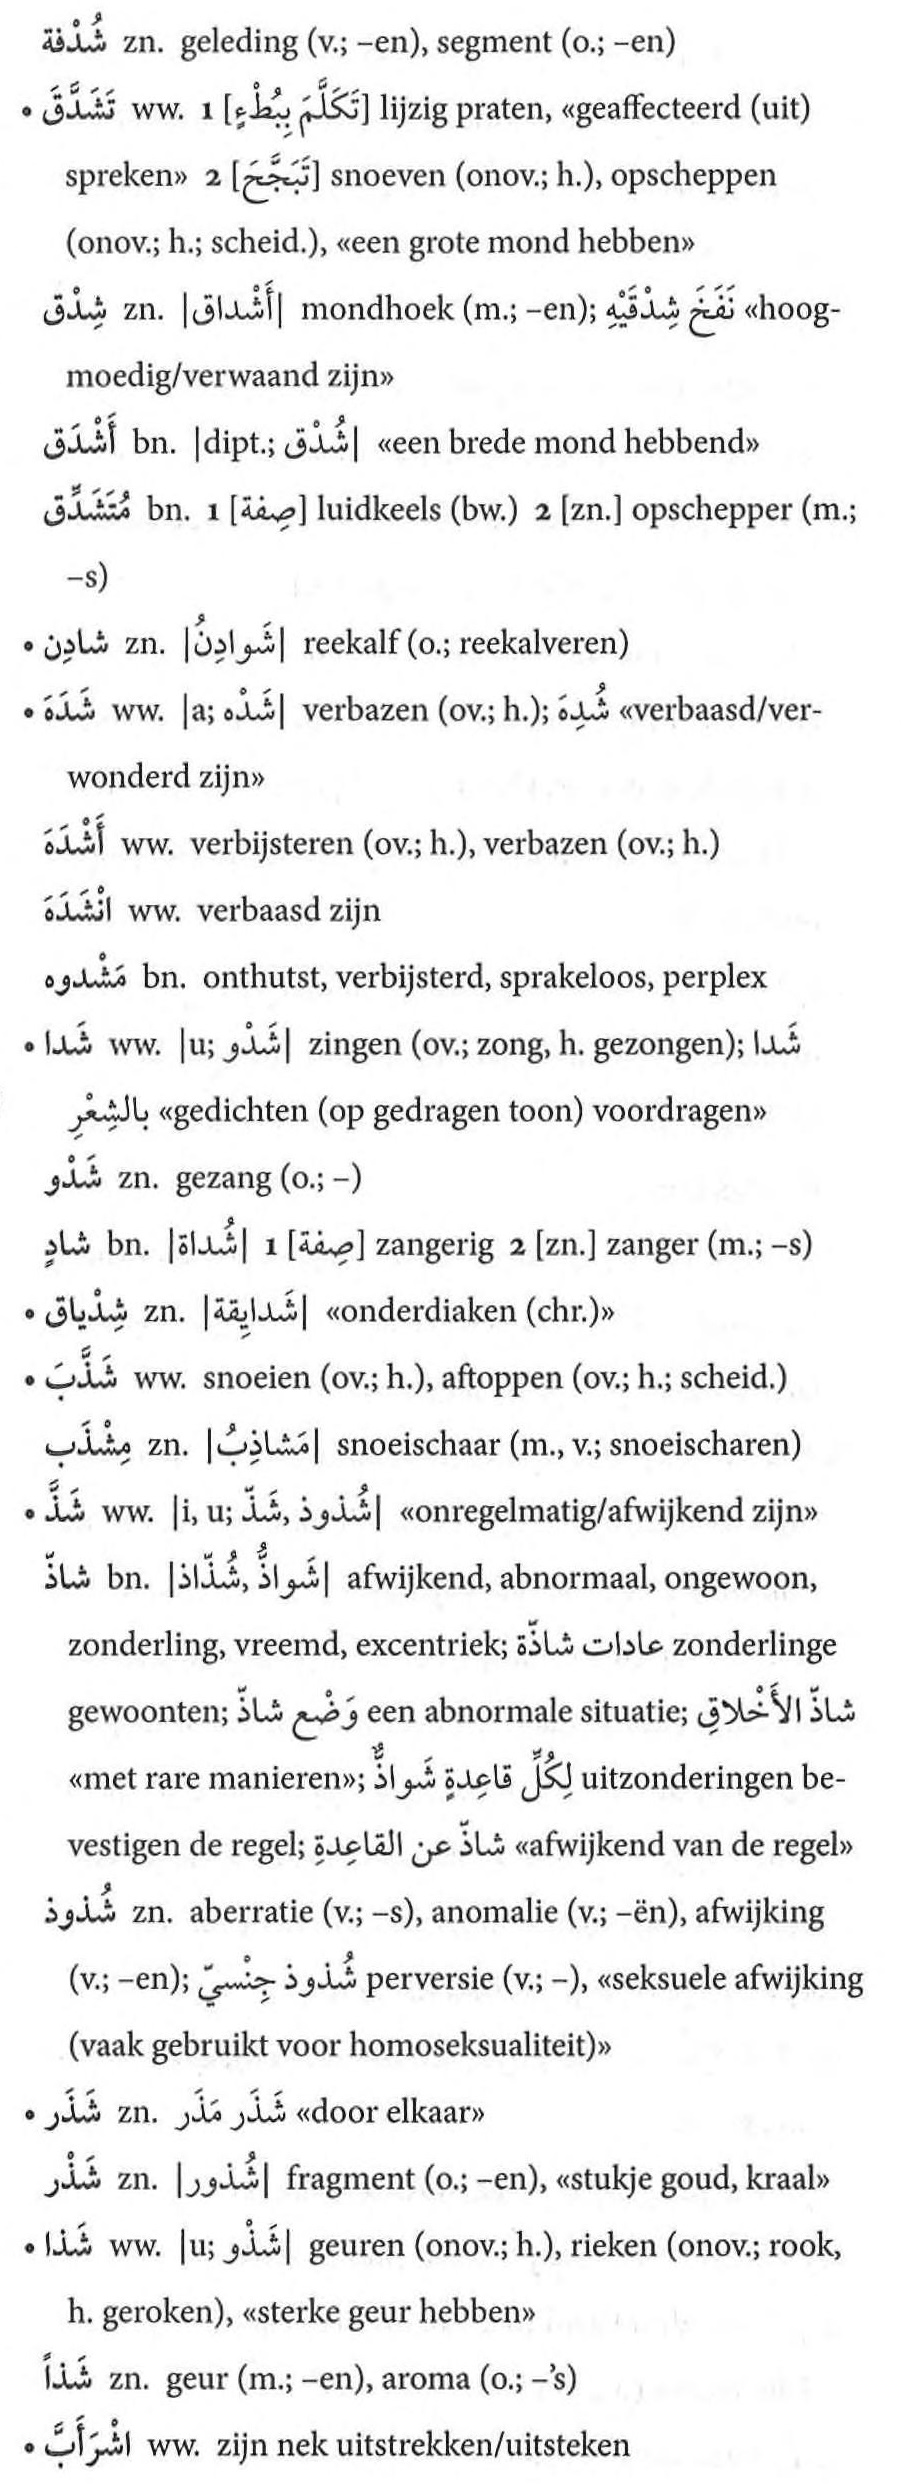 شُدْفة zn. geleding (v.; –en), segment (o.; –en)
• تَشَدَّقَ ww. 1 [تَكَلَّمَ بِبُطْءٍ] lijzig praten, «geaffecteerd (uit)
spreken» 2 [تَبَجَّحَ] snoeven (onov.; h.), opscheppen
(onov.; h.; scheid.), «een grote mond hebben»
شِدْق zn. |أَشْداق| mondhoek (m.; –en); نَفَخَ شِدْقَيْهِ «hoog-
moedig/verwaand zijn»
أَشْدَق bn. |dipt.; شُدْق| «een brede mond hebbend»
مُتَشَدِّق bn. 1 [صِفة] luidkeels (bw.) 2 [zn.] opschepper (m.;
–s)
• شادِن zn. |شَوادِنُ| reekalf (o.; reekalveren)
• شَدَهَ ww. |a; شَدْه| verbazen (ov.; h.); شُدِهَ «verbaasd/ver-
wonderd zijn»
أَشْدَهَ ww. verbijsteren (ov.; h.), verbazen (ov.; h.)
انْشَدَهَ ww. verbaasd zijn
مَشْدوه bn. onthutst, verbijsterd, sprakeloos, perplex
• شَدا ww. |u; شَدْو| zingen (ov.; zong, h. gezongen); شَدا
بالشِعْرِ «gedichten (op gedragen toon) voordragen»
شَدْو zn. gezang (o.; –)
شادٍ bn. |شُداة| 1 [صِفة] zangerig 2 [zn.] zanger (m.; –s)
• شِدْياق zn. |شَدايِقة| «onderdiaken (chr.)»
• شَذَّبَ ww. snoeien (ov.; h.), aftoppen (ov.; h.; scheid.)
مِشْذَب zn. |مَشاذِبُ| snoeischaar (m., v.; snoeischaren)
• شَذَّ ww. |i, u; شَذّ, شُذوذ| «onregelmatig/afwijkend zijn»
شاذّ bn. |شَواذُّ, شُذّاذ| afwijkend, abnormaal, ongewoon,
zonderling, vreemd, excentriek; عادات شاذّة zonderlinge
gewoonten; وَضْع شاذّ een abnormale situatie; شاذّ الأَخْلاقِ
«met rare manieren»; لِكُلِّ قاعِدةٍ شَواذٌّ uitzonderingen be-
vestigen de regel; شاذّ عن القاعِدةِ «afwijkend van de regel»
شُذوذ zn. aberratie (v.; –s), anomalie (v.; –ën), afwijking
(v.; –en); شُذوذ جِنْسيّ perversie (v.; –), «seksuele afwijking
(vaak gebruikt voor homoseksualiteit)»
• شَذَر zn. شَذَر مَذَر «door elkaar»
شَذْر zn. |شُذور| fragment (o.; –en), «stukje goud, kraal»
• شَذا ww. |u; شَذْو| geuren (onov.; h.), rieken (onov.; rook,
h. geroken), «sterke geur hebben»
شَذاً zn. geur (m.; –en), aroma (o.; –'s)
• اشْرَأَبَّ ww. zijn nek uitstrekken/uitsteken